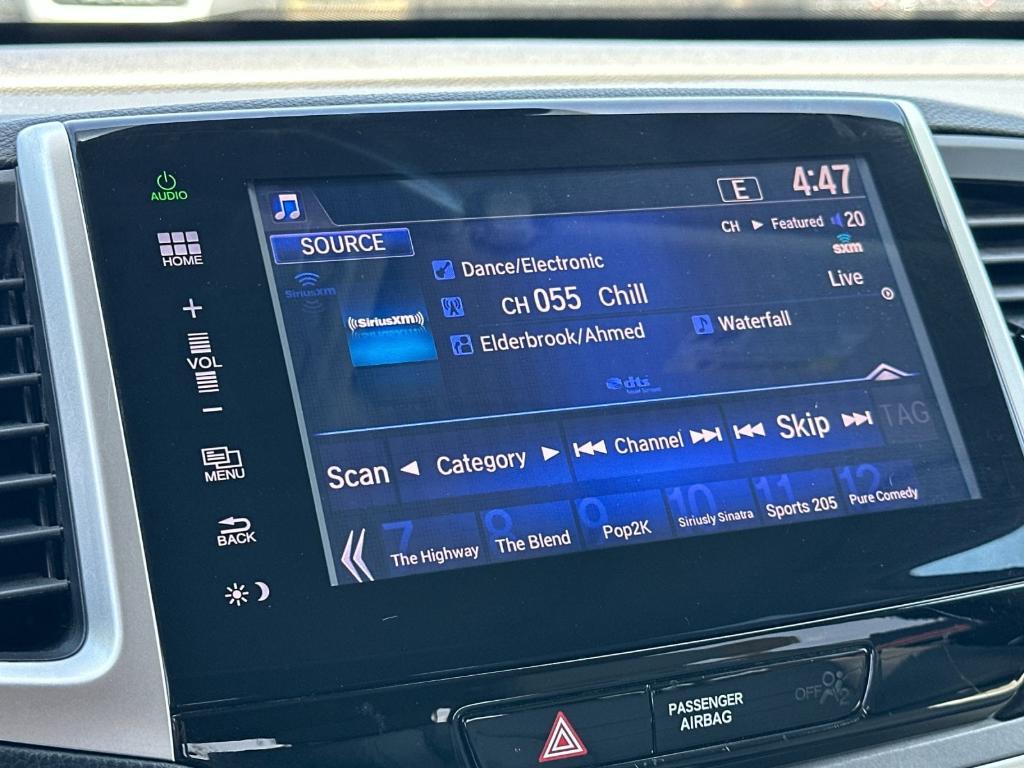 AUDIO
HOME
+
VOL
−
MENU
BACK
E 4:47
SOURCE
CH ▶ Featured 20
sxm
SiriusXM
Dance/Electronic
Live
((SiriusXM))
CH 055 Chill
Elderbrook/Ahmed
Waterfall
dts
Scan ◀ Category ▶ Channel Skip TAG
7 The Highway
8 The Blend
9 Pop2K
10 Siriusly Sinatra
11 Sports 205
12 Pure Comedy
PASSENGER
AIRBAG
OFF